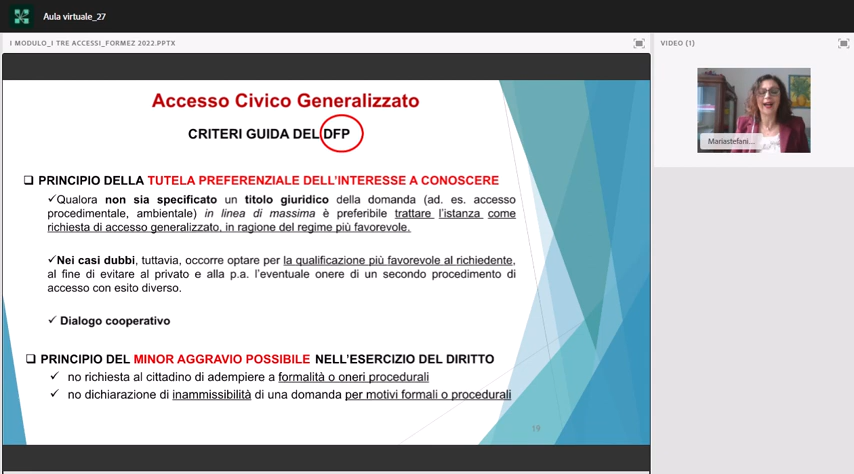 Aula virtuale_27
I MODULO_I TRE ACCESSI_FORMEZ 2022.PPTX
VIDEO (1)
Mariastefani...
Accesso Civico Generalizzato
CRITERI GUIDA DEL DFP
❑ PRINCIPIO DELLA TUTELA PREFERENZIALE DELL'INTERESSE A CONOSCERE
✓Qualora non sia specificato un titolo giuridico della domanda (ad. es. accesso
procedimentale, ambientale) in linea di massima è preferibile trattare l'istanza come
richiesta di accesso generalizzato, in ragione del regime più favorevole.
✓Nei casi dubbi, tuttavia, occorre optare per la qualificazione più favorevole al richiedente,
al fine di evitare al privato e alla p.a. l'eventuale onere di un secondo procedimento di
accesso con esito diverso.
✓ Dialogo cooperativo
❑ PRINCIPIO DEL MINOR AGGRAVIO POSSIBILE NELL'ESERCIZIO DEL DIRITTO
✓ no richiesta al cittadino di adempiere a formalità o oneri procedurali
✓ no dichiarazione di inammissibilità di una domanda per motivi formali o procedurali
19